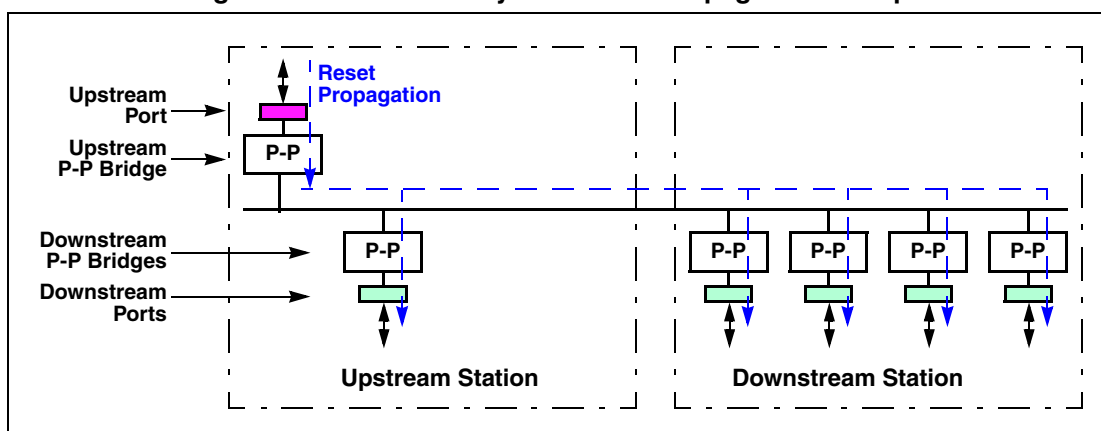 Reset
Propagation
Upstream
Port
Upstream
P-P Bridge
P-P
Downstream
P-P Bridges
P-P
P-P
P-P
P-P
P-P
Downstream
Ports
Upstream Station
Downstream Station